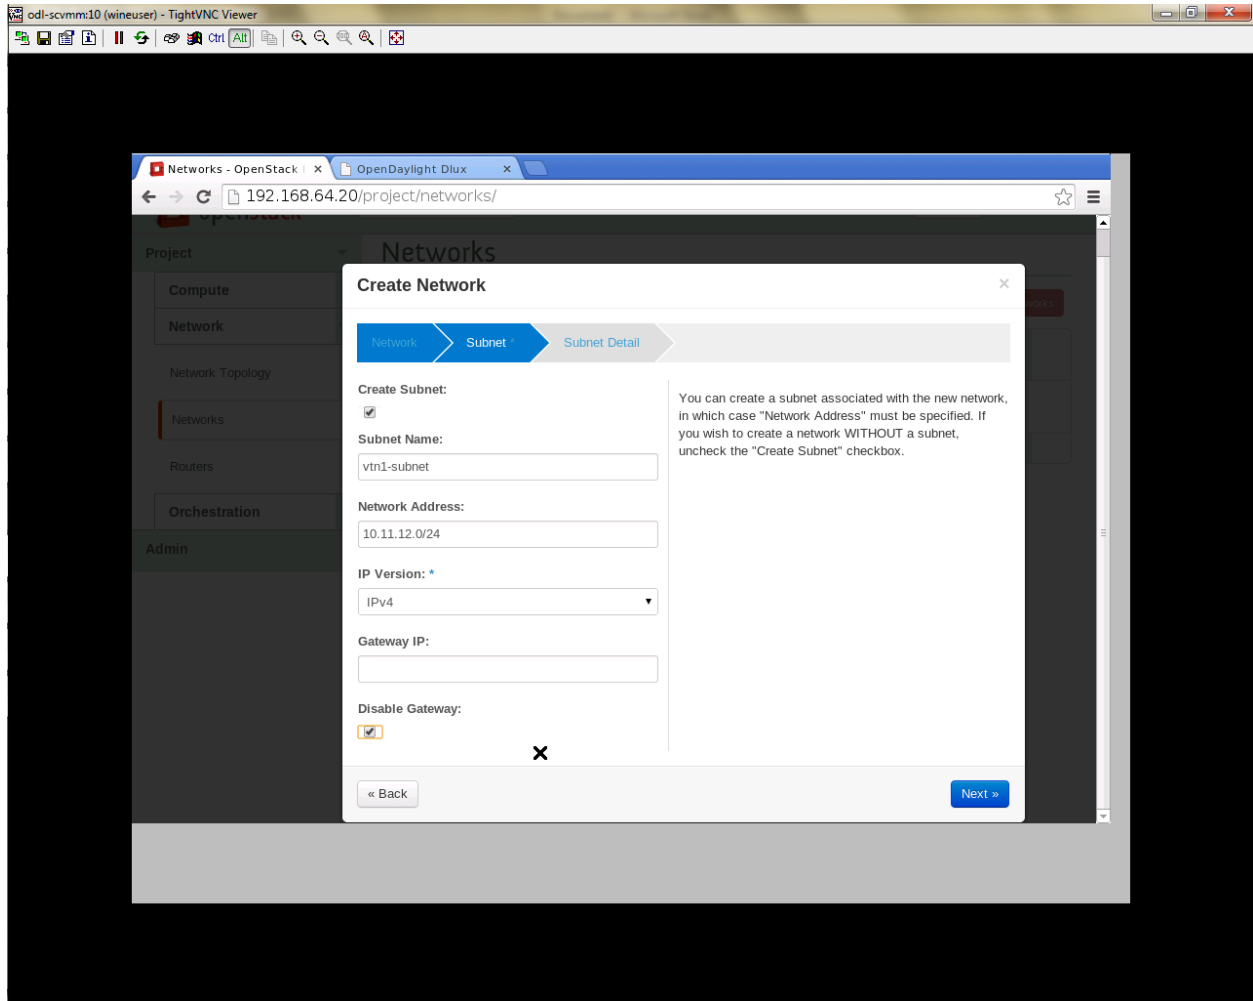 odl-scvmm:10 (wineuser) - TightVNC Viewer
Ctrl Alt
Networks - OpenStack
OpenDaylight Dlux
192.168.64.20/project/networks/
openstack
Project
Networks
Compute
Network
Network Topology
Networks
Routers
Orchestration
Admin
Create Network
Network
Subnet *
Subnet Detail
Create Subnet:
Subnet Name:
vtn1-subnet
Network Address:
10.11.12.0/24
IP Version: *
IPv4
Gateway IP:
Disable Gateway:
You can create a subnet associated with the new network,
in which case "Network Address" must be specified. If
you wish to create a network WITHOUT a subnet,
uncheck the "Create Subnet" checkbox.
« Back
Next »